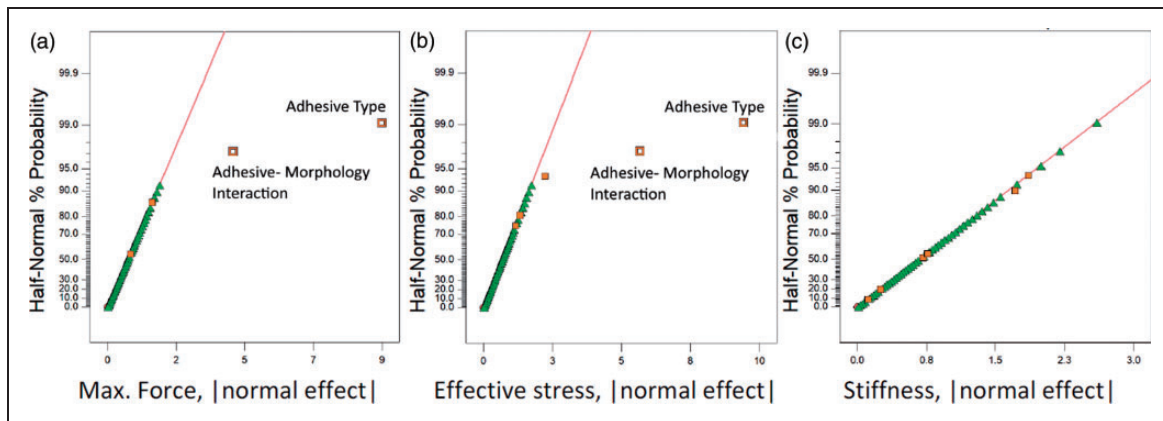 (a)
Half-Normal % Probability
99.9
99.0
95.0
90.0
80.0
70.0
50.0
30.0
20.0
10.0
0.0
Adhesive Type
Adhesive- Morphology
Interaction
0 2 5 7 9
Max. Force, |normal effect|
(b)
Half-Normal % Probability
99.9
99.0
95.0
90.0
80.0
70.0
50.0
30.0
20.0
10.0
0.0
Adhesive Type
Adhesive- Morphology
Interaction
0 3 5 8 10
Effective stress, |normal effect|
(c)
Half-Normal % Probability
99.9
99.0
95.0
90.0
80.0
70.0
50.0
30.0
20.0
10.0
0.0
0.0 0.8 1.5 2.3 3.0
Stiffness, |normal effect|